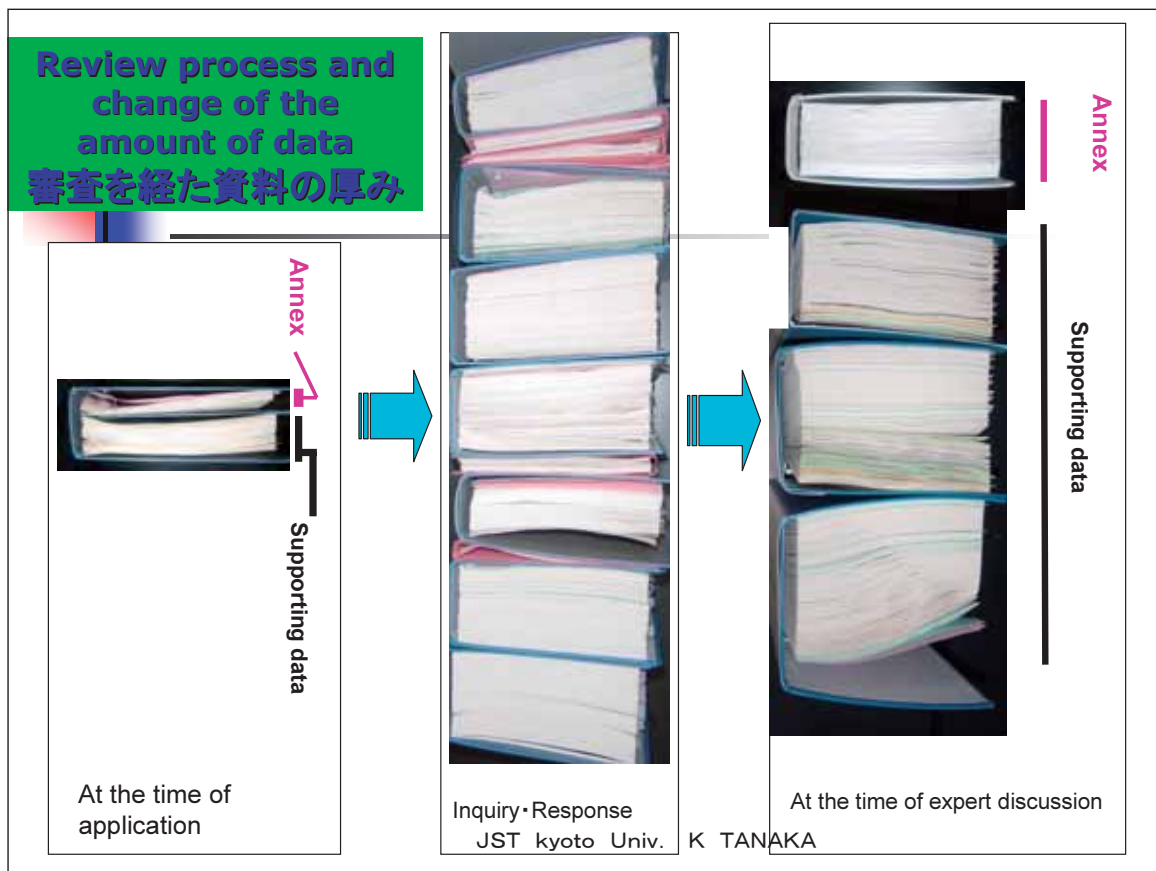 Review process and
change of the
amount of data
審査を経た資料の厚み
Annex
Supporting data
At the time of
application
Inquiry・Response
Annex
Supporting data
At the time of expert discussion
JST kyoto Univ. K TANAKA